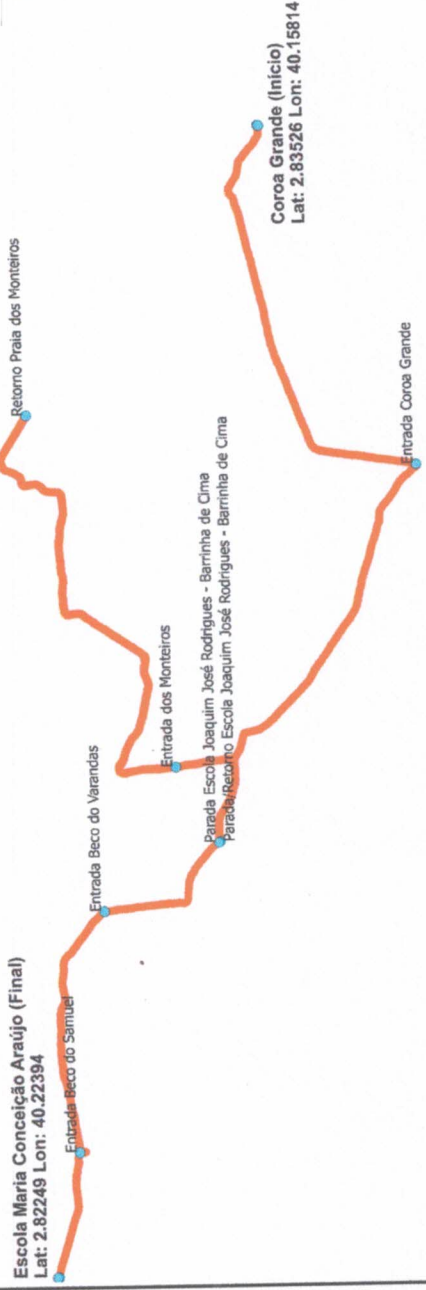 Escola Maria Conceição Araújo (Final)
Lat: 2.82249 Lon: 40.22394
Entrada Beco do Samuel
Entrada Beco do Varandas
Entrada dos Monteiros
Parada Escola Joaquim José Rodrigues - Barrinha de Cima
Parada/Retorno Escola Joaquim José Rodrigues - Barrinha de Cima
Retorno Praia dos Monteiros
Entrada Coroa Grande
Coroa Grande (Início)
Lat: 2.83526 Lon: 40.15814